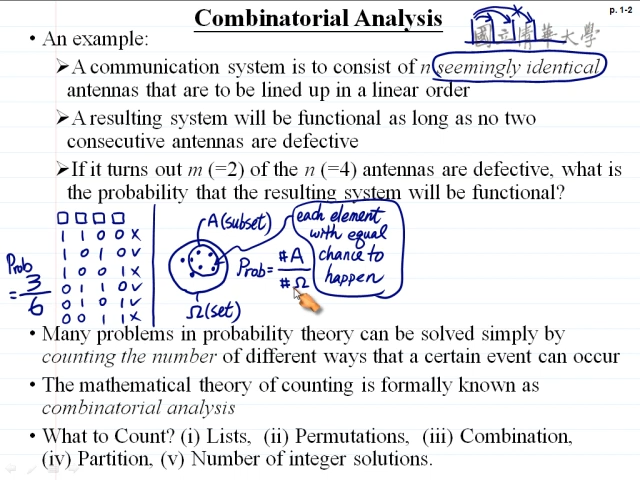 p. 1-2
Combinatorial Analysis
國立清華大學
• An example:
➢A communication system is to consist of n seemingly identical
antennas that are to be lined up in a linear order
➢A resulting system will be functional as long as no two
consecutive antennas are defective
➢If it turns out m (=2) of the n (=4) antennas are defective, what is
the probability that the resulting system will be functional?
□ □ □ □
1 1 0 0 x
1 0 1 0 v
1 0 0 1 x
0 1 1 0 v
0 1 0 1 v
0 0 1 1 x
Prob
= 3
6
A(subset)
Ω(set)
Prob= #A
#Ω
each element
with equal
chance to
happen
• Many problems in probability theory can be solved simply by
counting the number of different ways that a certain event can occur
• The mathematical theory of counting is formally known as
combinatorial analysis
• What to Count? (i) Lists, (ii) Permutations, (iii) Combination,
(iv) Partition, (v) Number of integer solutions.